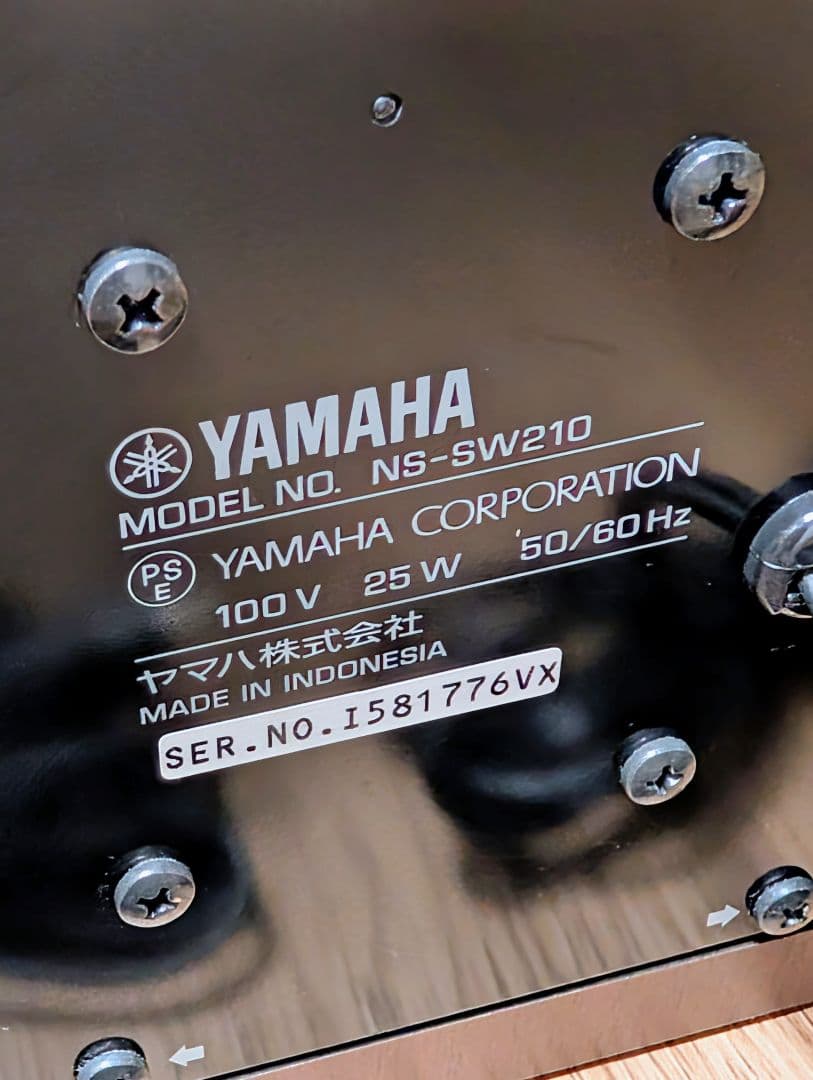 YAMAHA
MODEL NO. NS-SW210
PSE YAMAHA CORPORATION
100 V 25 W 50/60 Hz
ヤマハ株式会社
MADE IN INDONESIA
SER.NO.I581776VX